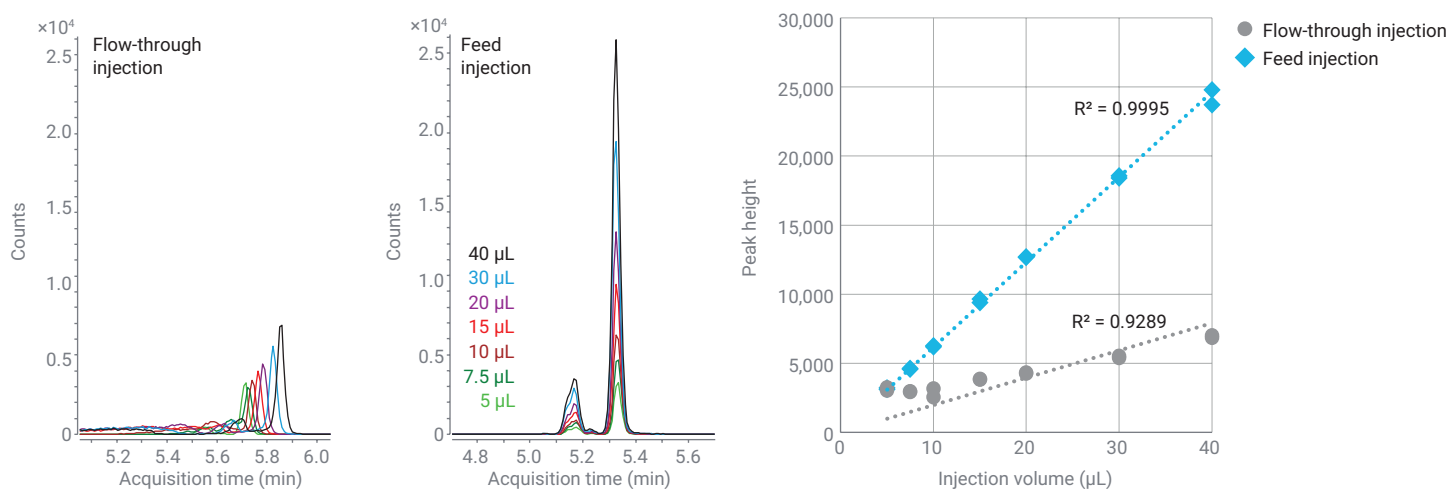 ×10⁴
Flow-through
injection
2.5
2.0
1.5
1.0
0.5
0
Counts
5.2 5.4 5.6 5.8 6.0
Acquisition time (min)
×10⁴
Feed
injection
2.5
2.0
1.5
1.0
0.5
0
Counts
40 µL
30 µL
20 µL
15 µL
10 µL
7.5 µL
5 µL
4.8 5.0 5.2 5.4 5.6
Acquisition time (min)
30,000
25,000
20,000
15,000
10,000
5,000
0
Peak height
R² = 0.9995
R² = 0.9289
0 10 20 30 40
Injection volume (µL)
Flow-through injection
Feed injection